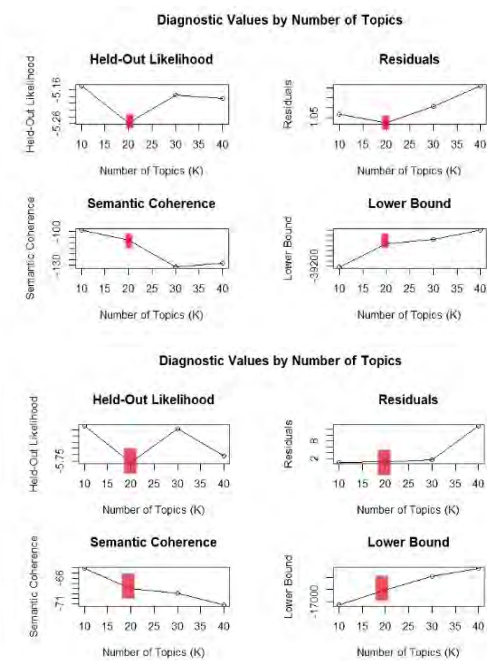 Diagnostic Values by Number of Topics
Held-Out Likelihood
Held-Out Likelihood
-5.26 -5.16
10 15 20 25 30 35 40
Number of Topics (K)
Residuals
Residuals
1.05
10 15 20 25 30 35 40
Number of Topics (K)
Semantic Coherence
Semantic Coherence
-130 -100
10 15 20 25 30 35 40
Number of Topics (K)
Lower Bound
Lower Bound
-39200
10 15 20 25 30 35 40
Number of Topics (K)
Diagnostic Values by Number of Topics
Held-Out Likelihood
Held-Out Likelihood
-5.75
10 15 20 25 30 35 40
Number of Topics (K)
Residuals
Residuals
2 8
10 15 20 25 30 35 40
Number of Topics (K)
Semantic Coherence
Semantic Coherence
-71 -66
10 15 20 25 30 35 40
Number of Topics (K)
Lower Bound
Lower Bound
-17000
10 15 20 25 30 35 40
Number of Topics (K)